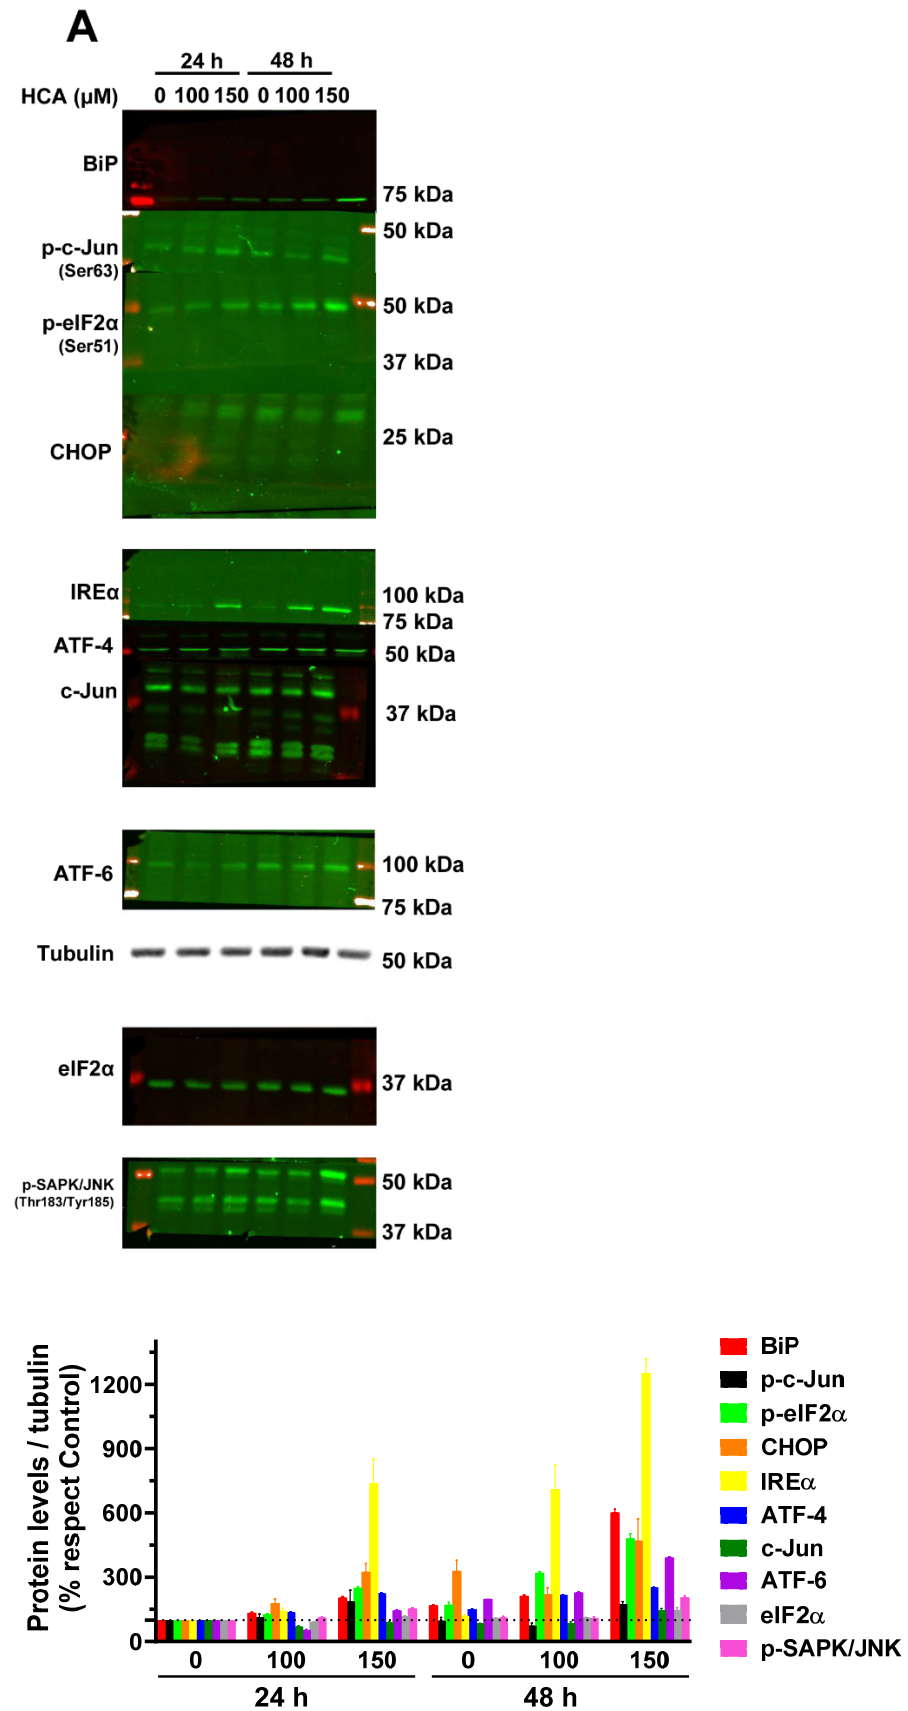 A
24 h 48 h
HCA (µM) 0 100 150 0 100 150
BiP
75 kDa
50 kDa
p-c-Jun
(Ser63)
50 kDa
p-eIF2α
(Ser51)
37 kDa
25 kDa
CHOP
IREα
100 kDa
75 kDa
ATF-4
50 kDa
c-Jun
37 kDa
100 kDa
ATF-6
75 kDa
Tubulin
50 kDa
eIF2α
37 kDa
p-SAPK/JNK
(Thr183/Tyr185)
50 kDa
37 kDa
Protein levels / tubulin
(% respect Control)
1200
900
600
300
0
0 100 150 0 100 150
24 h 48 h
BiP
p-c-Jun
p-eIF2α
CHOP
IREα
ATF-4
c-Jun
ATF-6
eIF2α
p-SAPK/JNK